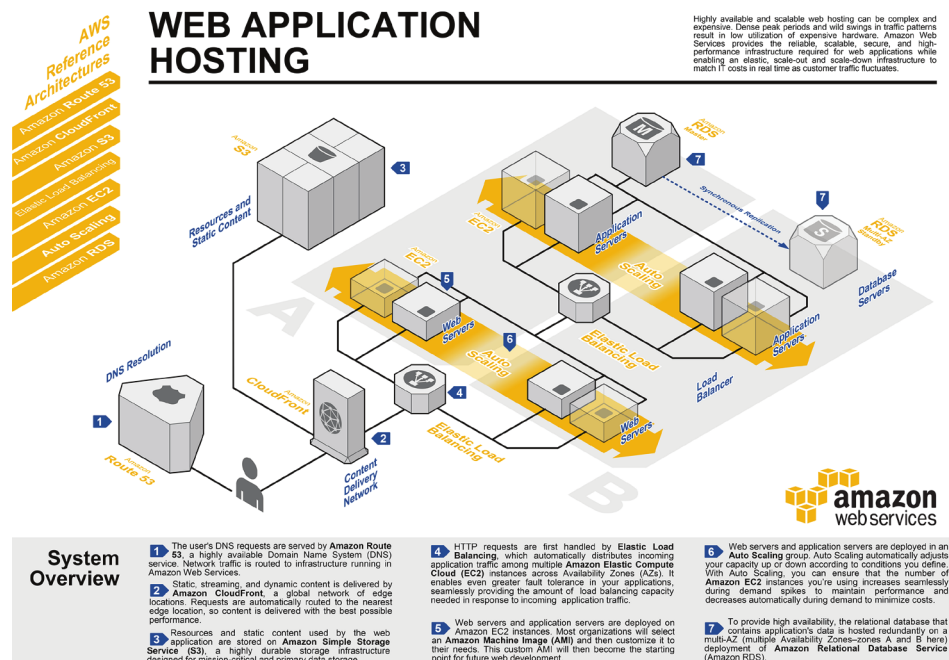 AWS
Reference
Architectures
Amazon Route 53
Amazon CloudFront
Amazon S3
Elastic Load Balancing
Amazon EC2
Auto Scaling
Amazon RDS
WEB APPLICATION
HOSTING
Highly available and scalable web hosting can be complex and
expensive. Dense peak periods and wild swings in traffic patterns
result in low utilization of expensive hardware. Amazon Web
Services provides the reliable, scalable, secure, and high-
performance infrastructure required for web applications while
enabling an elastic, scale-out and scale-down infrastructure to
match IT costs in real time as customer traffic fluctuates.
Amazon
S3
3
Resources and
Static Content
M
Amazon
RDS
Master
7
Synchronous Replication
7
S
Amazon
RDS
Multi-AZ
Standby
Database
Servers
Amazon
EC2
Application
Servers
Auto
Scaling
Application
Servers
Elastic Load
Balancing
Load
Balancer
A
Amazon
EC2
5
Web
Servers
6
Auto
Scaling
Web
Servers
4
Elastic Load
Balancing
B
DNS Resolution
1
Amazon
Route 53
Amazon
CloudFront
2
Content
Delivery
Network
amazon
web services
System
Overview
1 The user's DNS requests are served by Amazon Route
53, a highly available Domain Name System (DNS)
service. Network traffic is routed to infrastructure running in
Amazon Web Services.
2 Static, streaming, and dynamic content is delivered by
Amazon CloudFront, a global network of edge
locations. Requests are automatically routed to the nearest
edge location, so content is delivered with the best possible
performance.
3 Resources and static content used by the web
application are stored on Amazon Simple Storage
Service (S3), a highly durable storage infrastructure
designed for mission-critical and primary data storage.
4 HTTP requests are first handled by Elastic Load
Balancing, which automatically distributes incoming
application traffic among multiple Amazon Elastic Compute
Cloud (EC2) instances across Availability Zones (AZs). It
enables even greater fault tolerance in your applications,
seamlessly providing the amount of load balancing capacity
needed in response to incoming application traffic.
5 Web servers and application servers are deployed on
Amazon EC2 instances. Most organizations will select
an Amazon Machine Image (AMI) and then customize it to
their needs. This custom AMI will then become the starting
point for future web development.
6 Web servers and application servers are deployed in an
Auto Scaling group. Auto Scaling automatically adjusts
your capacity up or down according to conditions you define.
With Auto Scaling, you can ensure that the number of
Amazon EC2 instances you're using increases seamlessly
during demand spikes to maintain performance and
decreases automatically during demand to minimize costs.
7 To provide high availability, the relational database that
contains application's data is hosted redundantly on a
multi-AZ (multiple Availability Zones–zones A and B here)
deployment of Amazon Relational Database Service
(Amazon RDS).